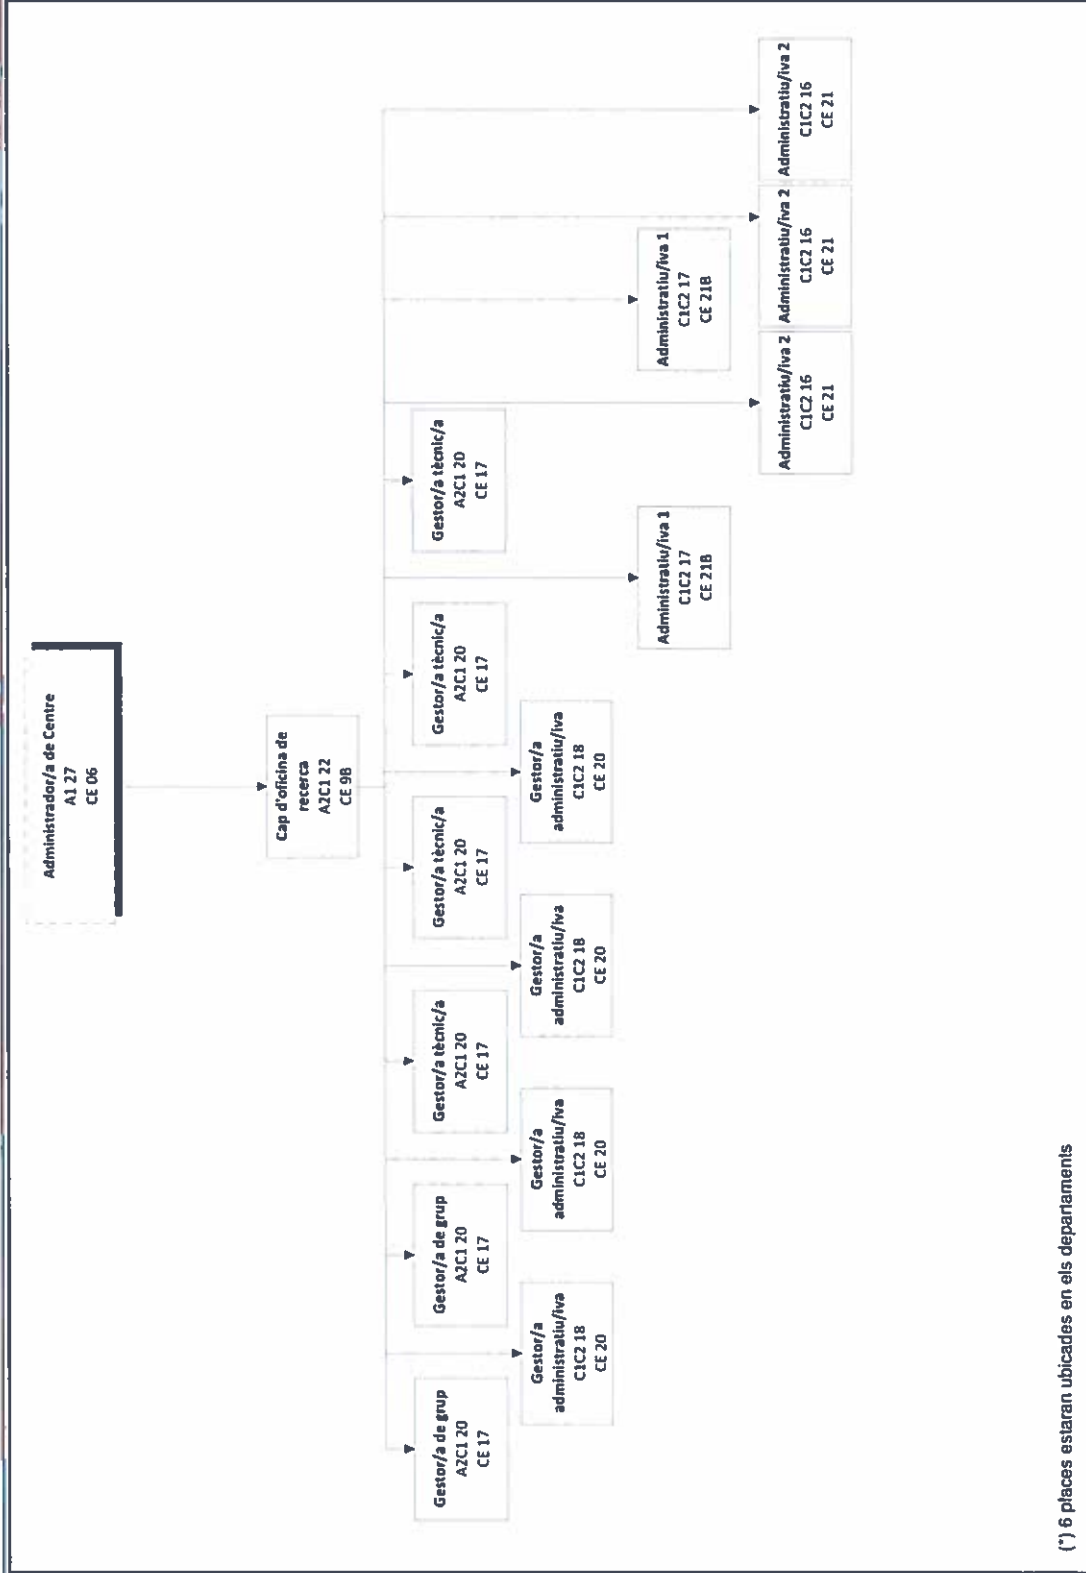 Administrador/a de Centre
A1 27
CE 06
Cap d'oficina de
recerca
A2C1 22
CE 9B
Gestor/a de grup
A2C1 20
CE 17
Gestor/a de grup
A2C1 20
CE 17
Gestor/a tècnic/a
A2C1 20
CE 17
Gestor/a tècnic/a
A2C1 20
CE 17
Gestor/a tècnic/a
A2C1 20
CE 17
Gestor/a tècnic/a
A2C1 20
CE 17
Gestor/a
administratiu/iva
C1C2 18
CE 20
Gestor/a
administratiu/iva
C1C2 18
CE 20
Gestor/a
administratiu/iva
C1C2 18
CE 20
Gestor/a
administratiu/iva
C1C2 18
CE 20
Administratiu/iva 1
C1C2 17
CE 21B
Administratiu/iva 1
C1C2 17
CE 21B
Administratiu/iva 2
C1C2 16
CE 21
Administratiu/iva 2
C1C2 16
CE 21
Administratiu/iva 2
C1C2 16
CE 21
(*) 6 places estaran ubicades en els departaments